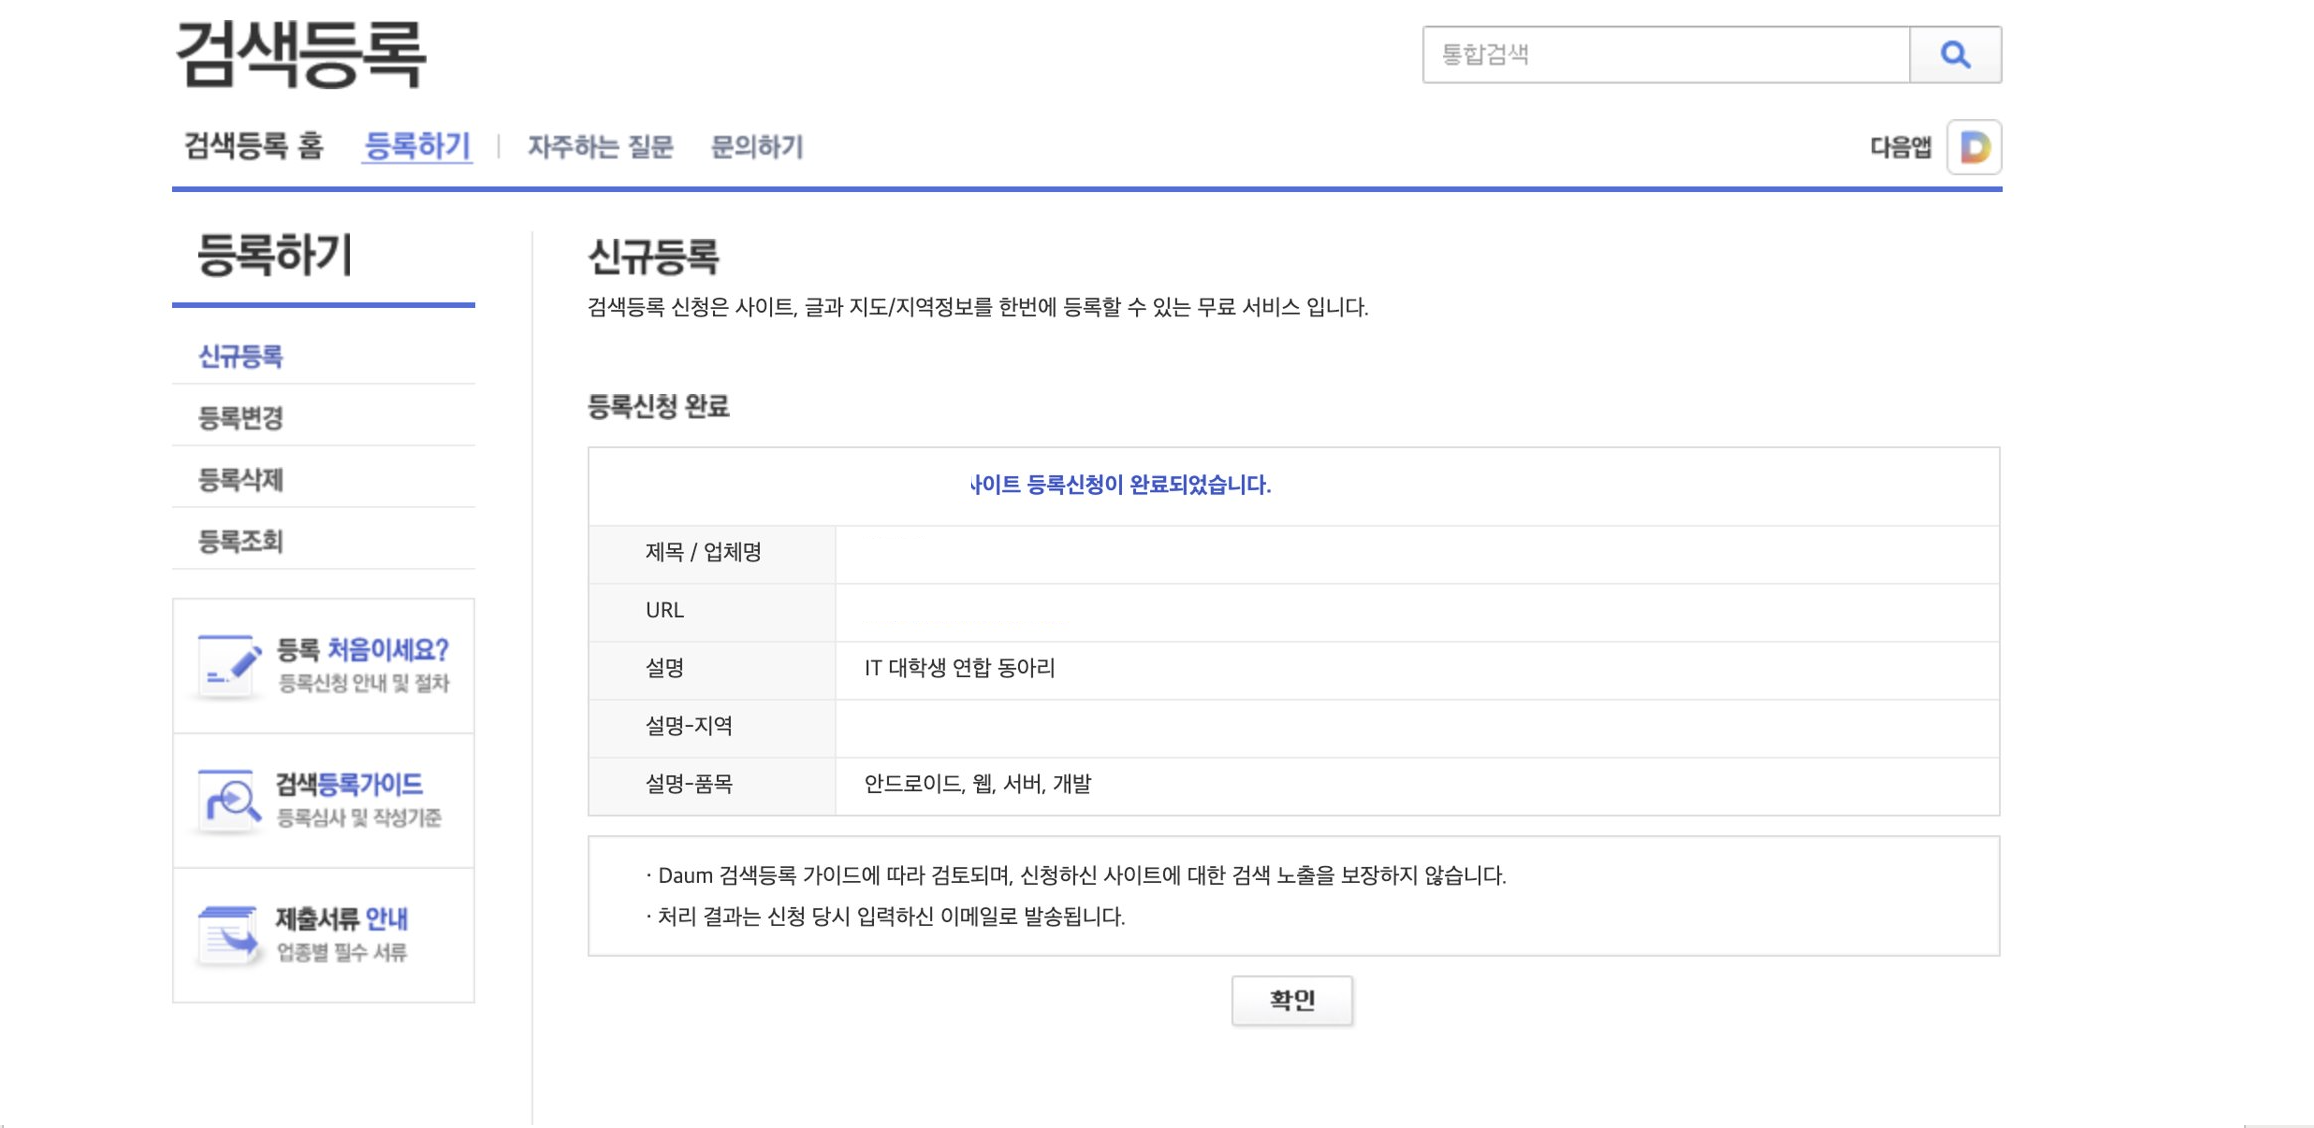 검색등록
통합검색
검색등록 홈 등록하기 자주하는 질문 문의하기 다음앱
등록하기
신규등록
등록변경
등록삭제
등록조회
등록 처음이세요?
등록신청 안내 및 절차
검색등록가이드
등록심사 및 작성기준
제출서류 안내
업종별 필수 서류
신규등록
검색등록 신청은 사이트, 글과 지도/지역정보를 한번에 등록할 수 있는 무료 서비스 입니다.
등록신청 완료
사이트 등록신청이 완료되었습니다.
제목 / 업체명
URL
설명 IT 대학생 연합 동아리
설명-지역
설명-품목 안드로이드, 웹, 서버, 개발
· Daum 검색등록 가이드에 따라 검토되며, 신청하신 사이트에 대한 검색 노출을 보장하지 않습니다.
· 처리 결과는 신청 당시 입력하신 이메일로 발송됩니다.
확인